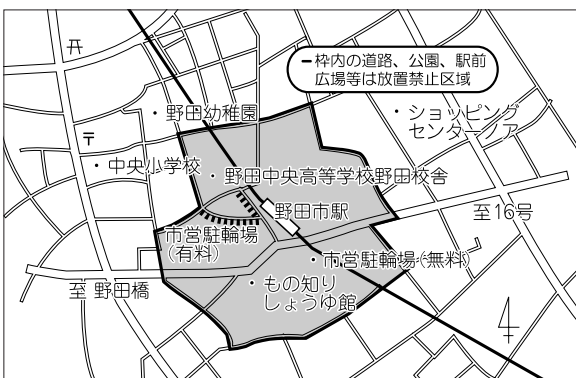 枠内の道路、公園、駅前
広場等は放置禁止区域
・野田幼稚園
・ショッピング
センターノア
〒
・中央小学校
・野田中央高等学校野田校舎
野田市駅
至16号
市営駐輪場
(有料)
・市営駐輪場(無料)
至 野田橋
・もの知り
しょうゆ館